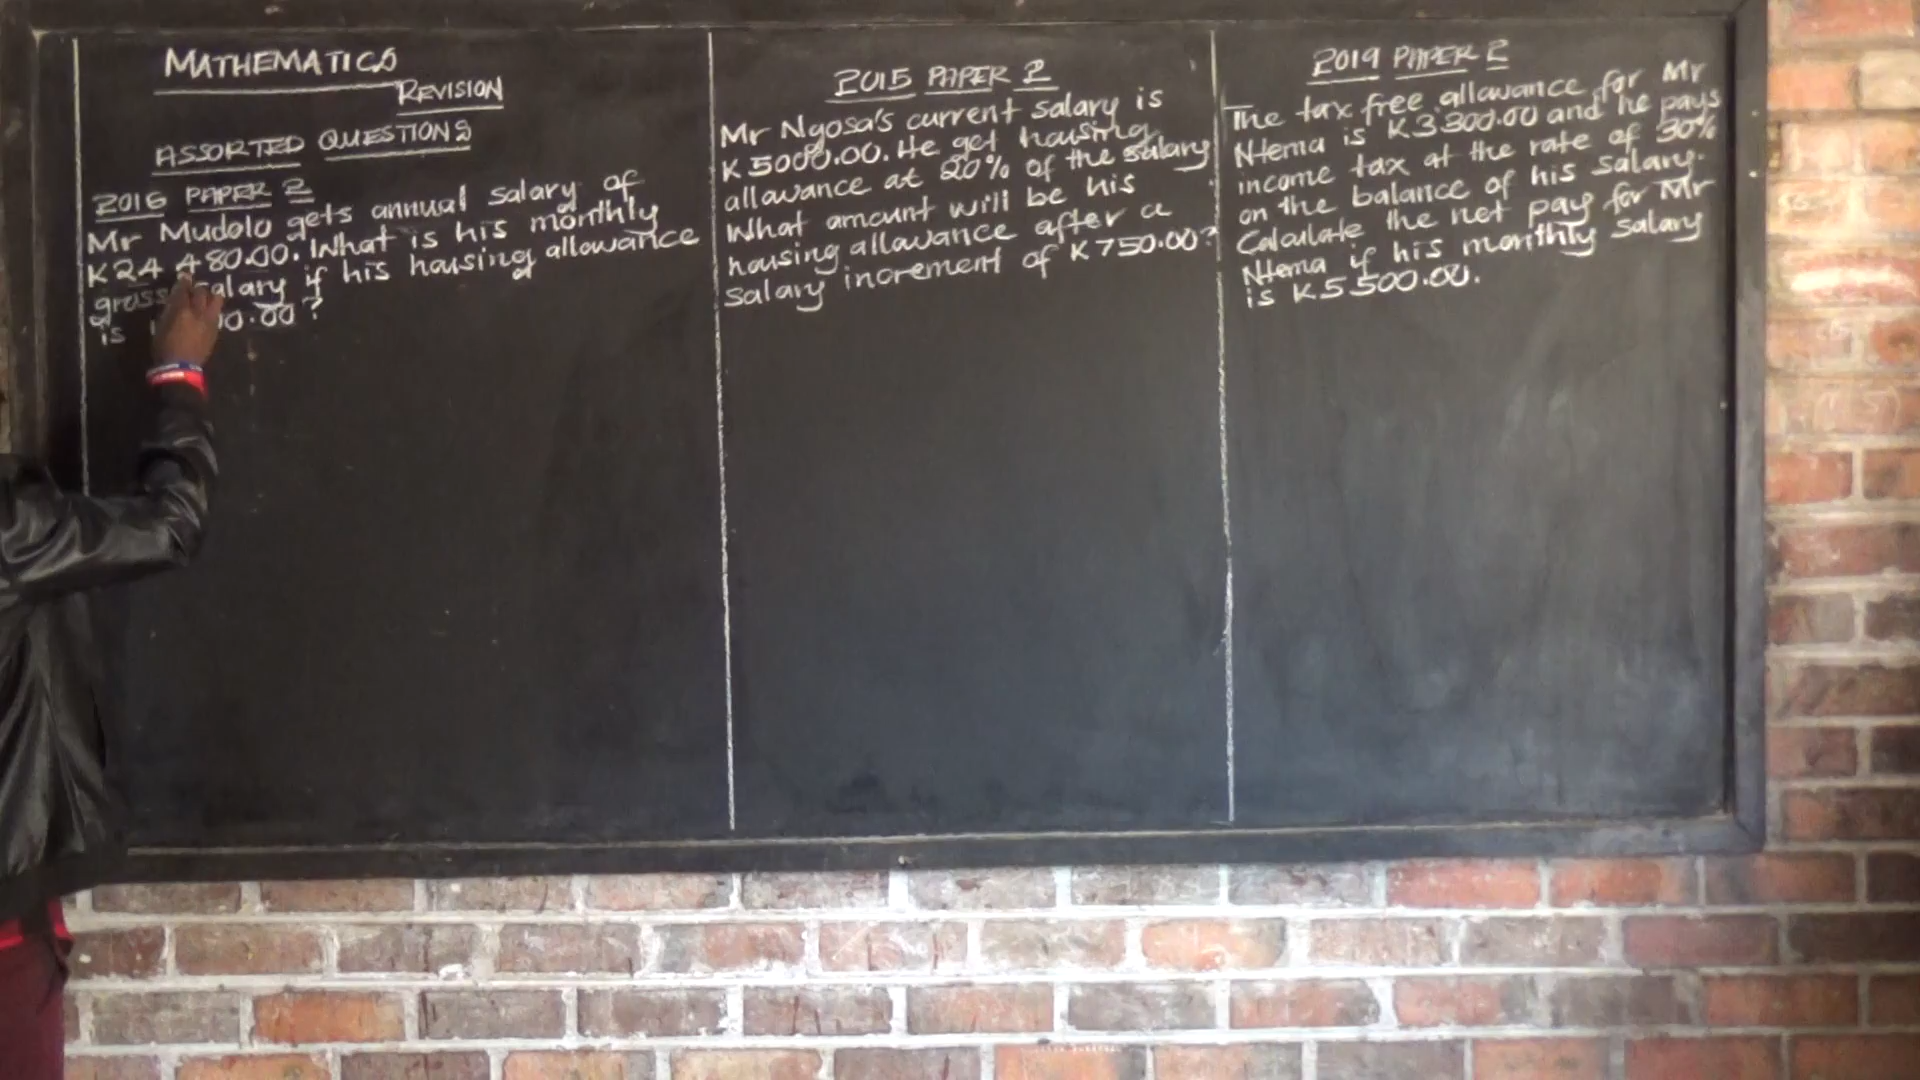 MATHEMATICS
REVISION
ASSORTED QUESTIONS
2016 PAPER 2
Mr Mudolo gets annual salary of
K24 480.00. What is his monthly
gross salary if his housing allowance
is 00.00?
2015 PAPER 2
Mr Ngosa's current salary is
K5000.00. He get housing
allowance at 20% of the salary
What amount will be his
housing allowance after a
salary increment of K750.00?
2019 PAPER 2
The tax free allowance for Mr
Ntema is K3 300.00 and he pays
income tax at the rate of 30%
on the balance of his salary.
Calculate the net pay for Mr
Ntema if his monthly salary
is K5 500.00.